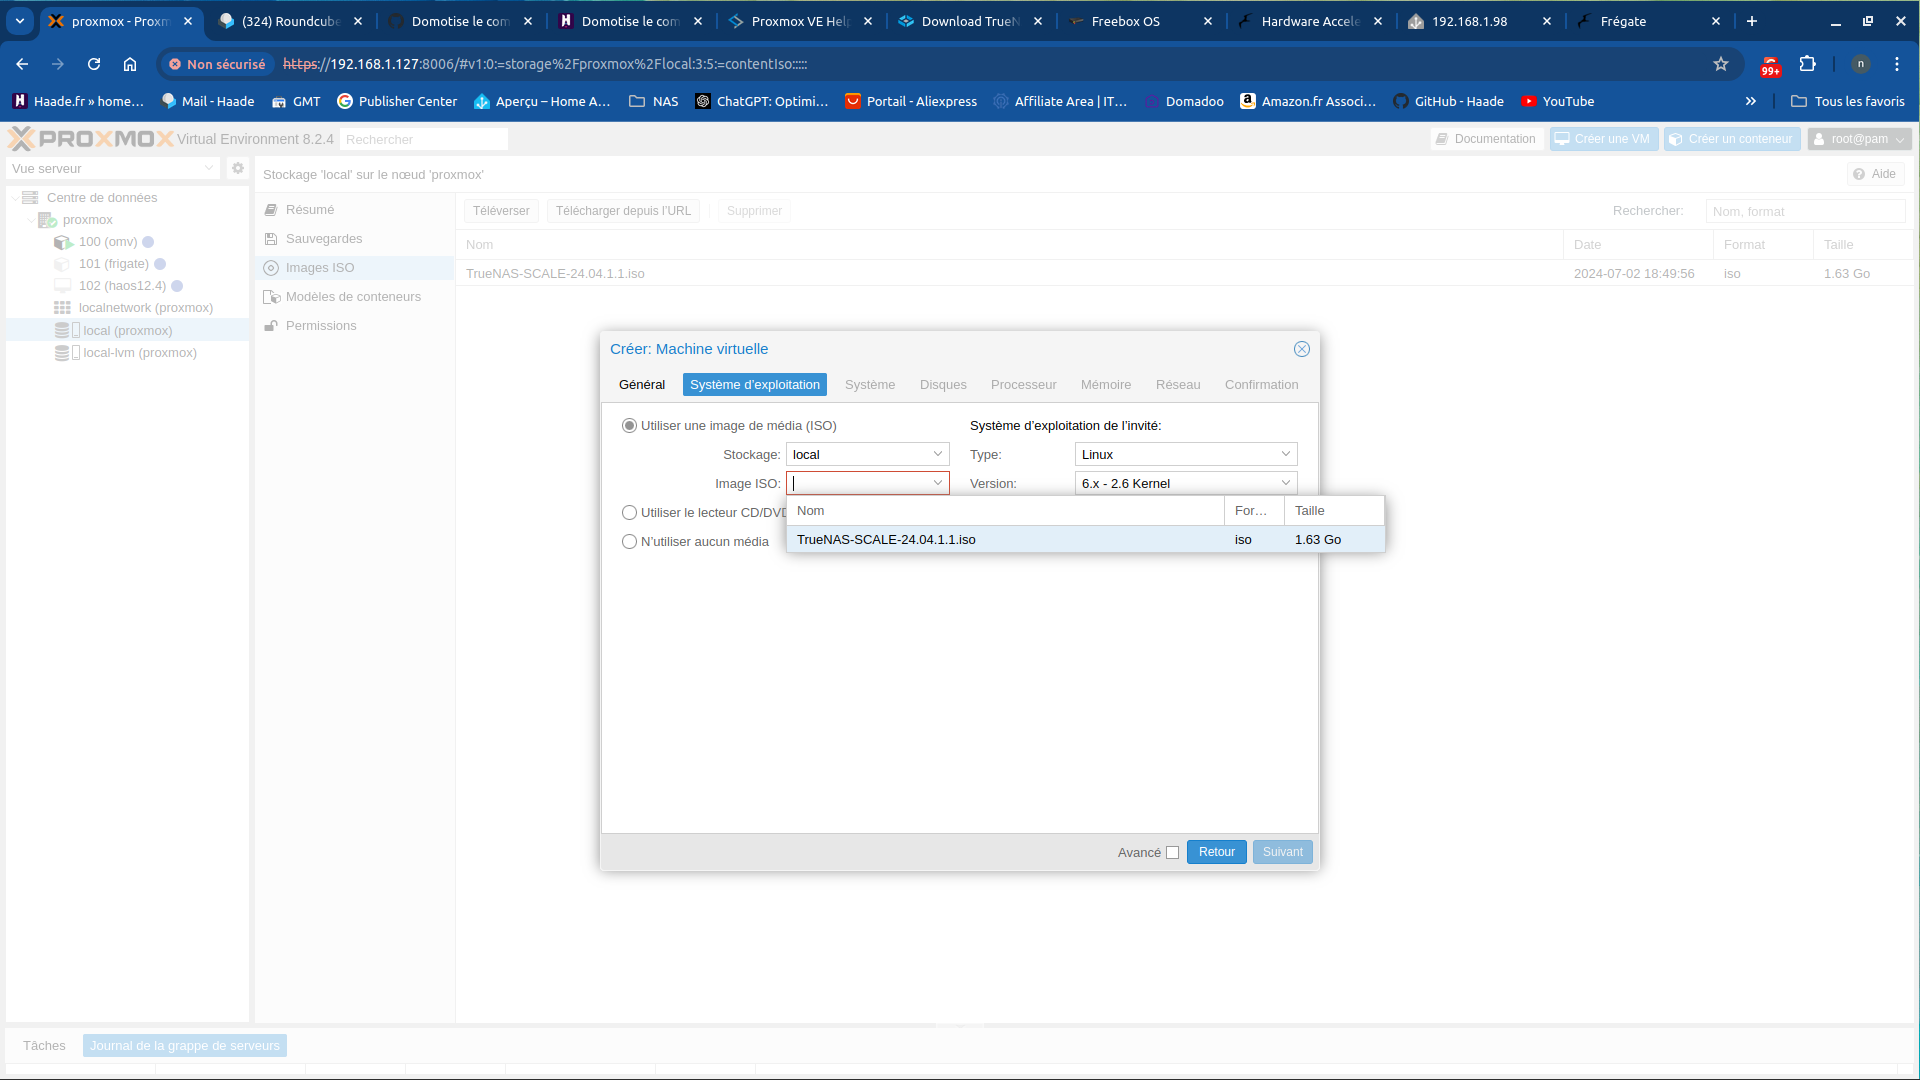 proxmox - Proxm
(324) Roundcube
Domotise le com
Domotise le com
Proxmox VE Help
Download TrueN
Freebox OS
Hardware Accele
192.168.1.98
Frégate
Non sécurisé
https://192.168.1.127:8006/#v1:0:=storage%2Fproxmox%2Flocal:3:5:=contentIso:::::
99+
n
Haade.fr » home…
Mail - Haade
GMT
Publisher Center
Aperçu – Home A…
NAS
ChatGPT: Optimi…
Portail - Aliexpress
Affiliate Area | IT…
Domadoo
Amazon.fr Associ…
GitHub - Haade
YouTube
Tous les favoris
PROXMOX
Virtual Environment 8.2.4
Rechercher
Documentation
Créer une VM
Créer un conteneur
root@pam
Vue serveur
Stockage 'local' sur le nœud 'proxmox'
Aide
Centre de données
proxmox
100 (omv)
101 (frigate)
102 (haos12.4)
localnetwork (proxmox)
local (proxmox)
local-lvm (proxmox)
Résumé
Sauvegardes
Images ISO
Modèles de conteneurs
Permissions
Téléverser
Télécharger depuis l'URL
Supprimer
Rechercher:
Nom, format
Nom
Date
Format
Taille
TrueNAS-SCALE-24.04.1.1.iso
2024-07-02 18:49:56
iso
1.63 Go
Créer: Machine virtuelle
Général
Système d'exploitation
Système
Disques
Processeur
Mémoire
Réseau
Confirmation
Utiliser une image de média (ISO)
Système d'exploitation de l'invité:
Stockage:
local
Type:
Linux
Image ISO:
Version:
6.x - 2.6 Kernel
Utiliser le lecteur CD/DVD
Nom
For…
Taille
N'utiliser aucun média
TrueNAS-SCALE-24.04.1.1.iso
iso
1.63 Go
Avancé
Retour
Suivant
Tâches
Journal de la grappe de serveurs